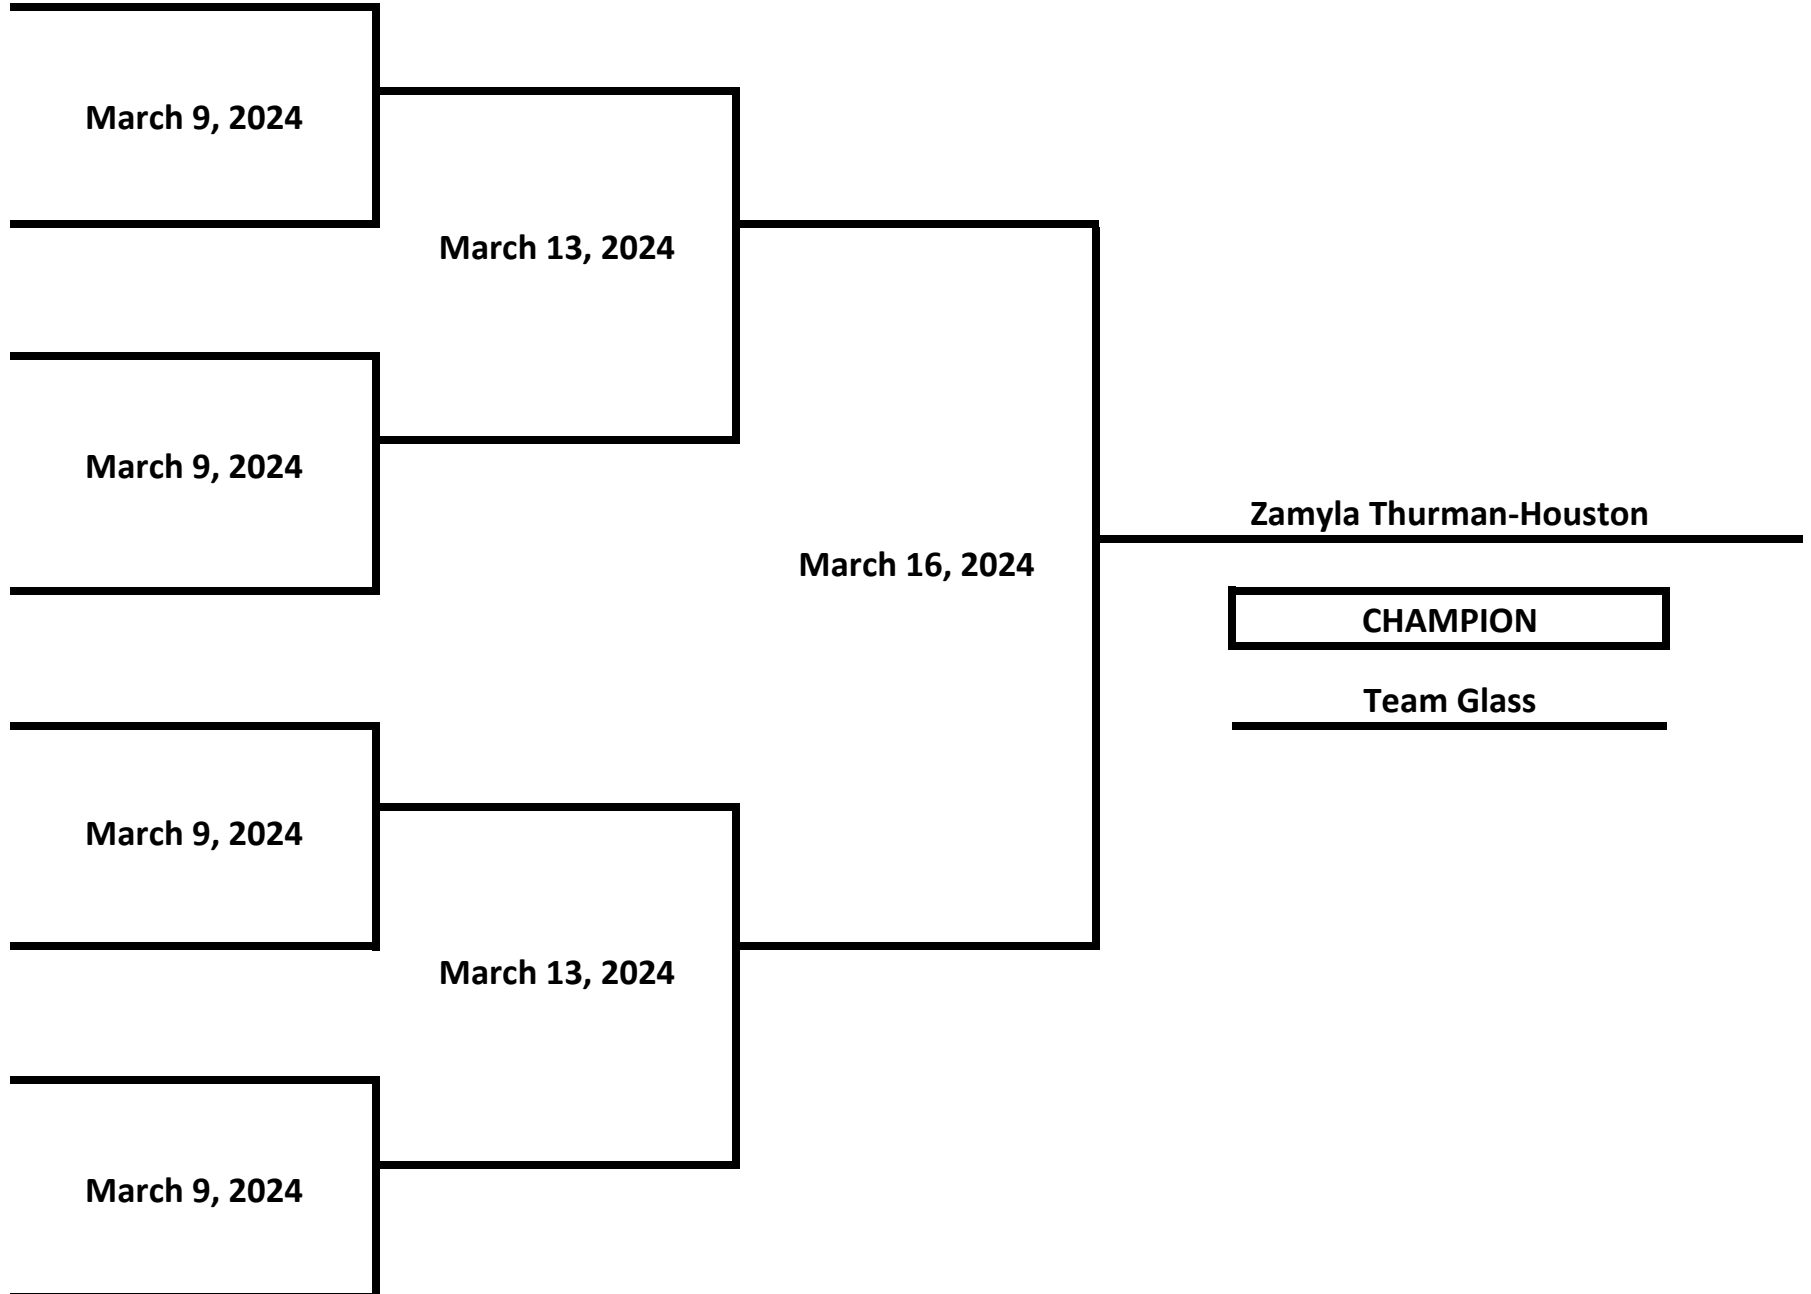 March 9, 2024
March 13, 2024
March 9, 2024
Zamyla Thurman-Houston
March 16, 2024
CHAMPION
Team Glass
March 9, 2024
March 13, 2024
March 9, 2024